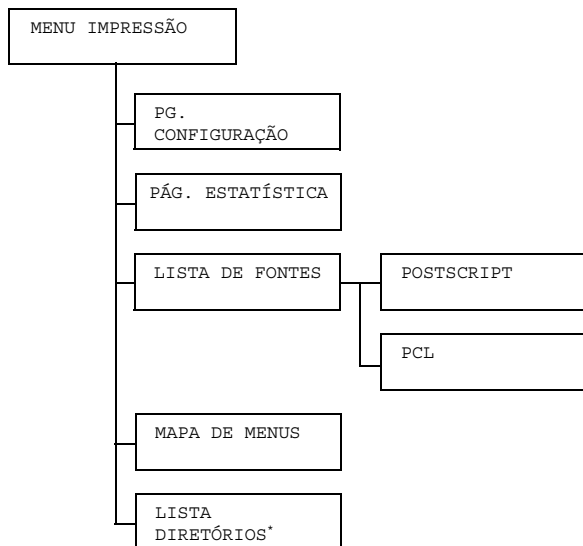 MENU IMPRESSÃO
PG.
CONFIGURAÇÃO
PÁG. ESTATÍSTICA
LISTA DE FONTES
POSTSCRIPT
PCL
MAPA DE MENUS
LISTA
DIRETÓRIOS*